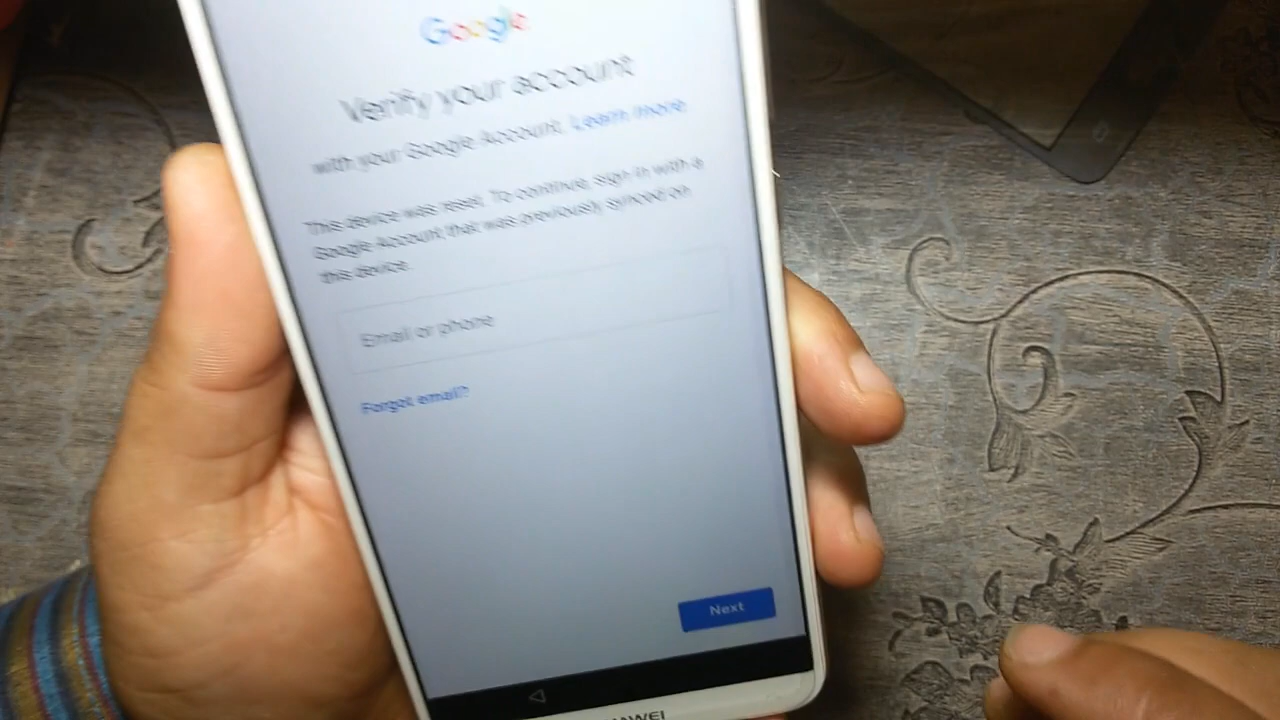 Google
Verify your account
with your Google Account. Learn more
This device was reset. To continue, sign in with a
Google Account that was previously synced on
this device.
Email or phone
Forgot email?
Next